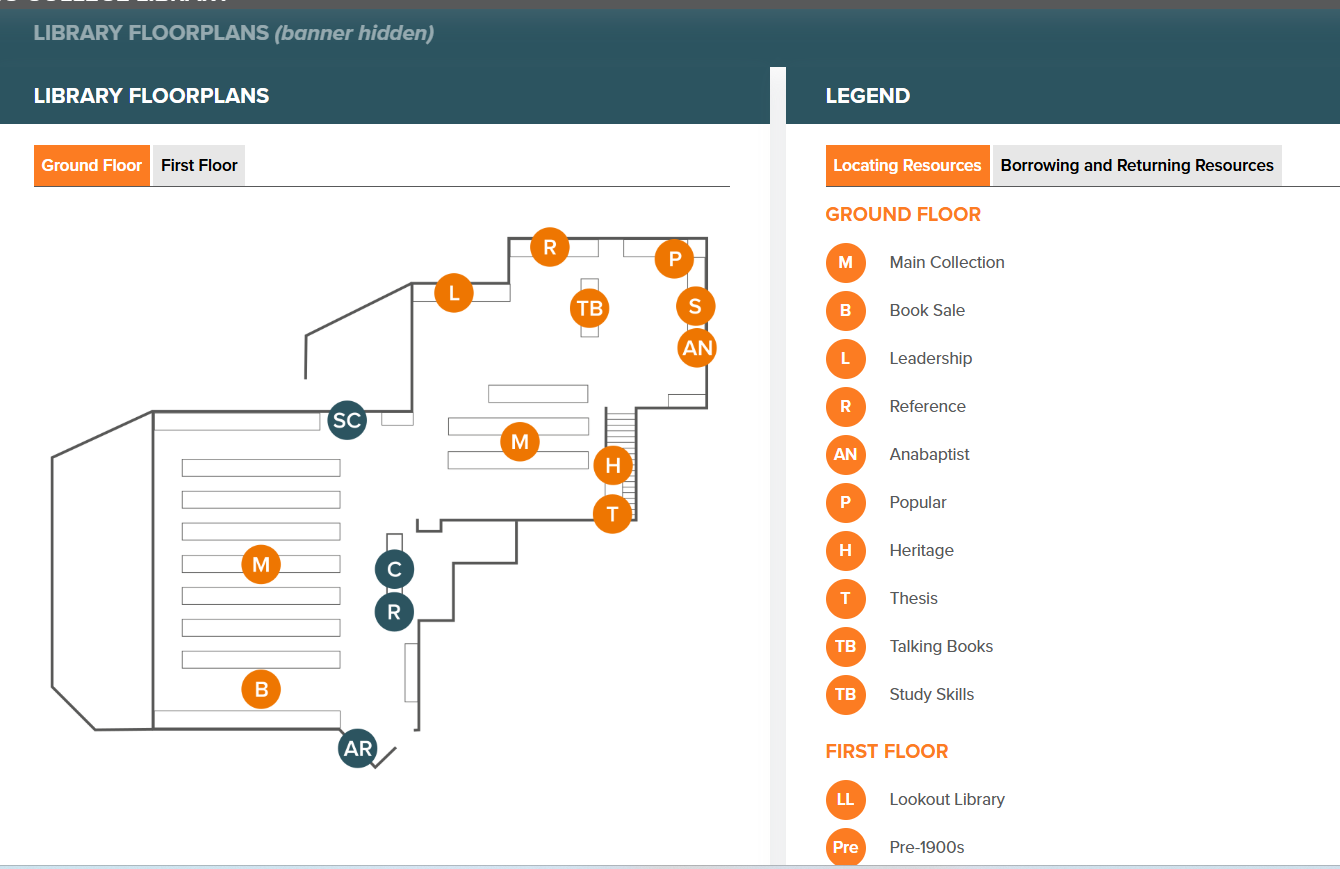 LIBRARY FLOORPLANS (banner hidden)
LIBRARY FLOORPLANS
Ground Floor First Floor
R
P
L
TB
S
AN
SC
M
H
T
M
C
R
B
AR
LEGEND
Locating Resources Borrowing and Returning Resources
GROUND FLOOR
M Main Collection
B Book Sale
L Leadership
R Reference
AN Anabaptist
P Popular
H Heritage
T Thesis
TB Talking Books
TB Study Skills
FIRST FLOOR
LL Lookout Library
Pre Pre-1900s